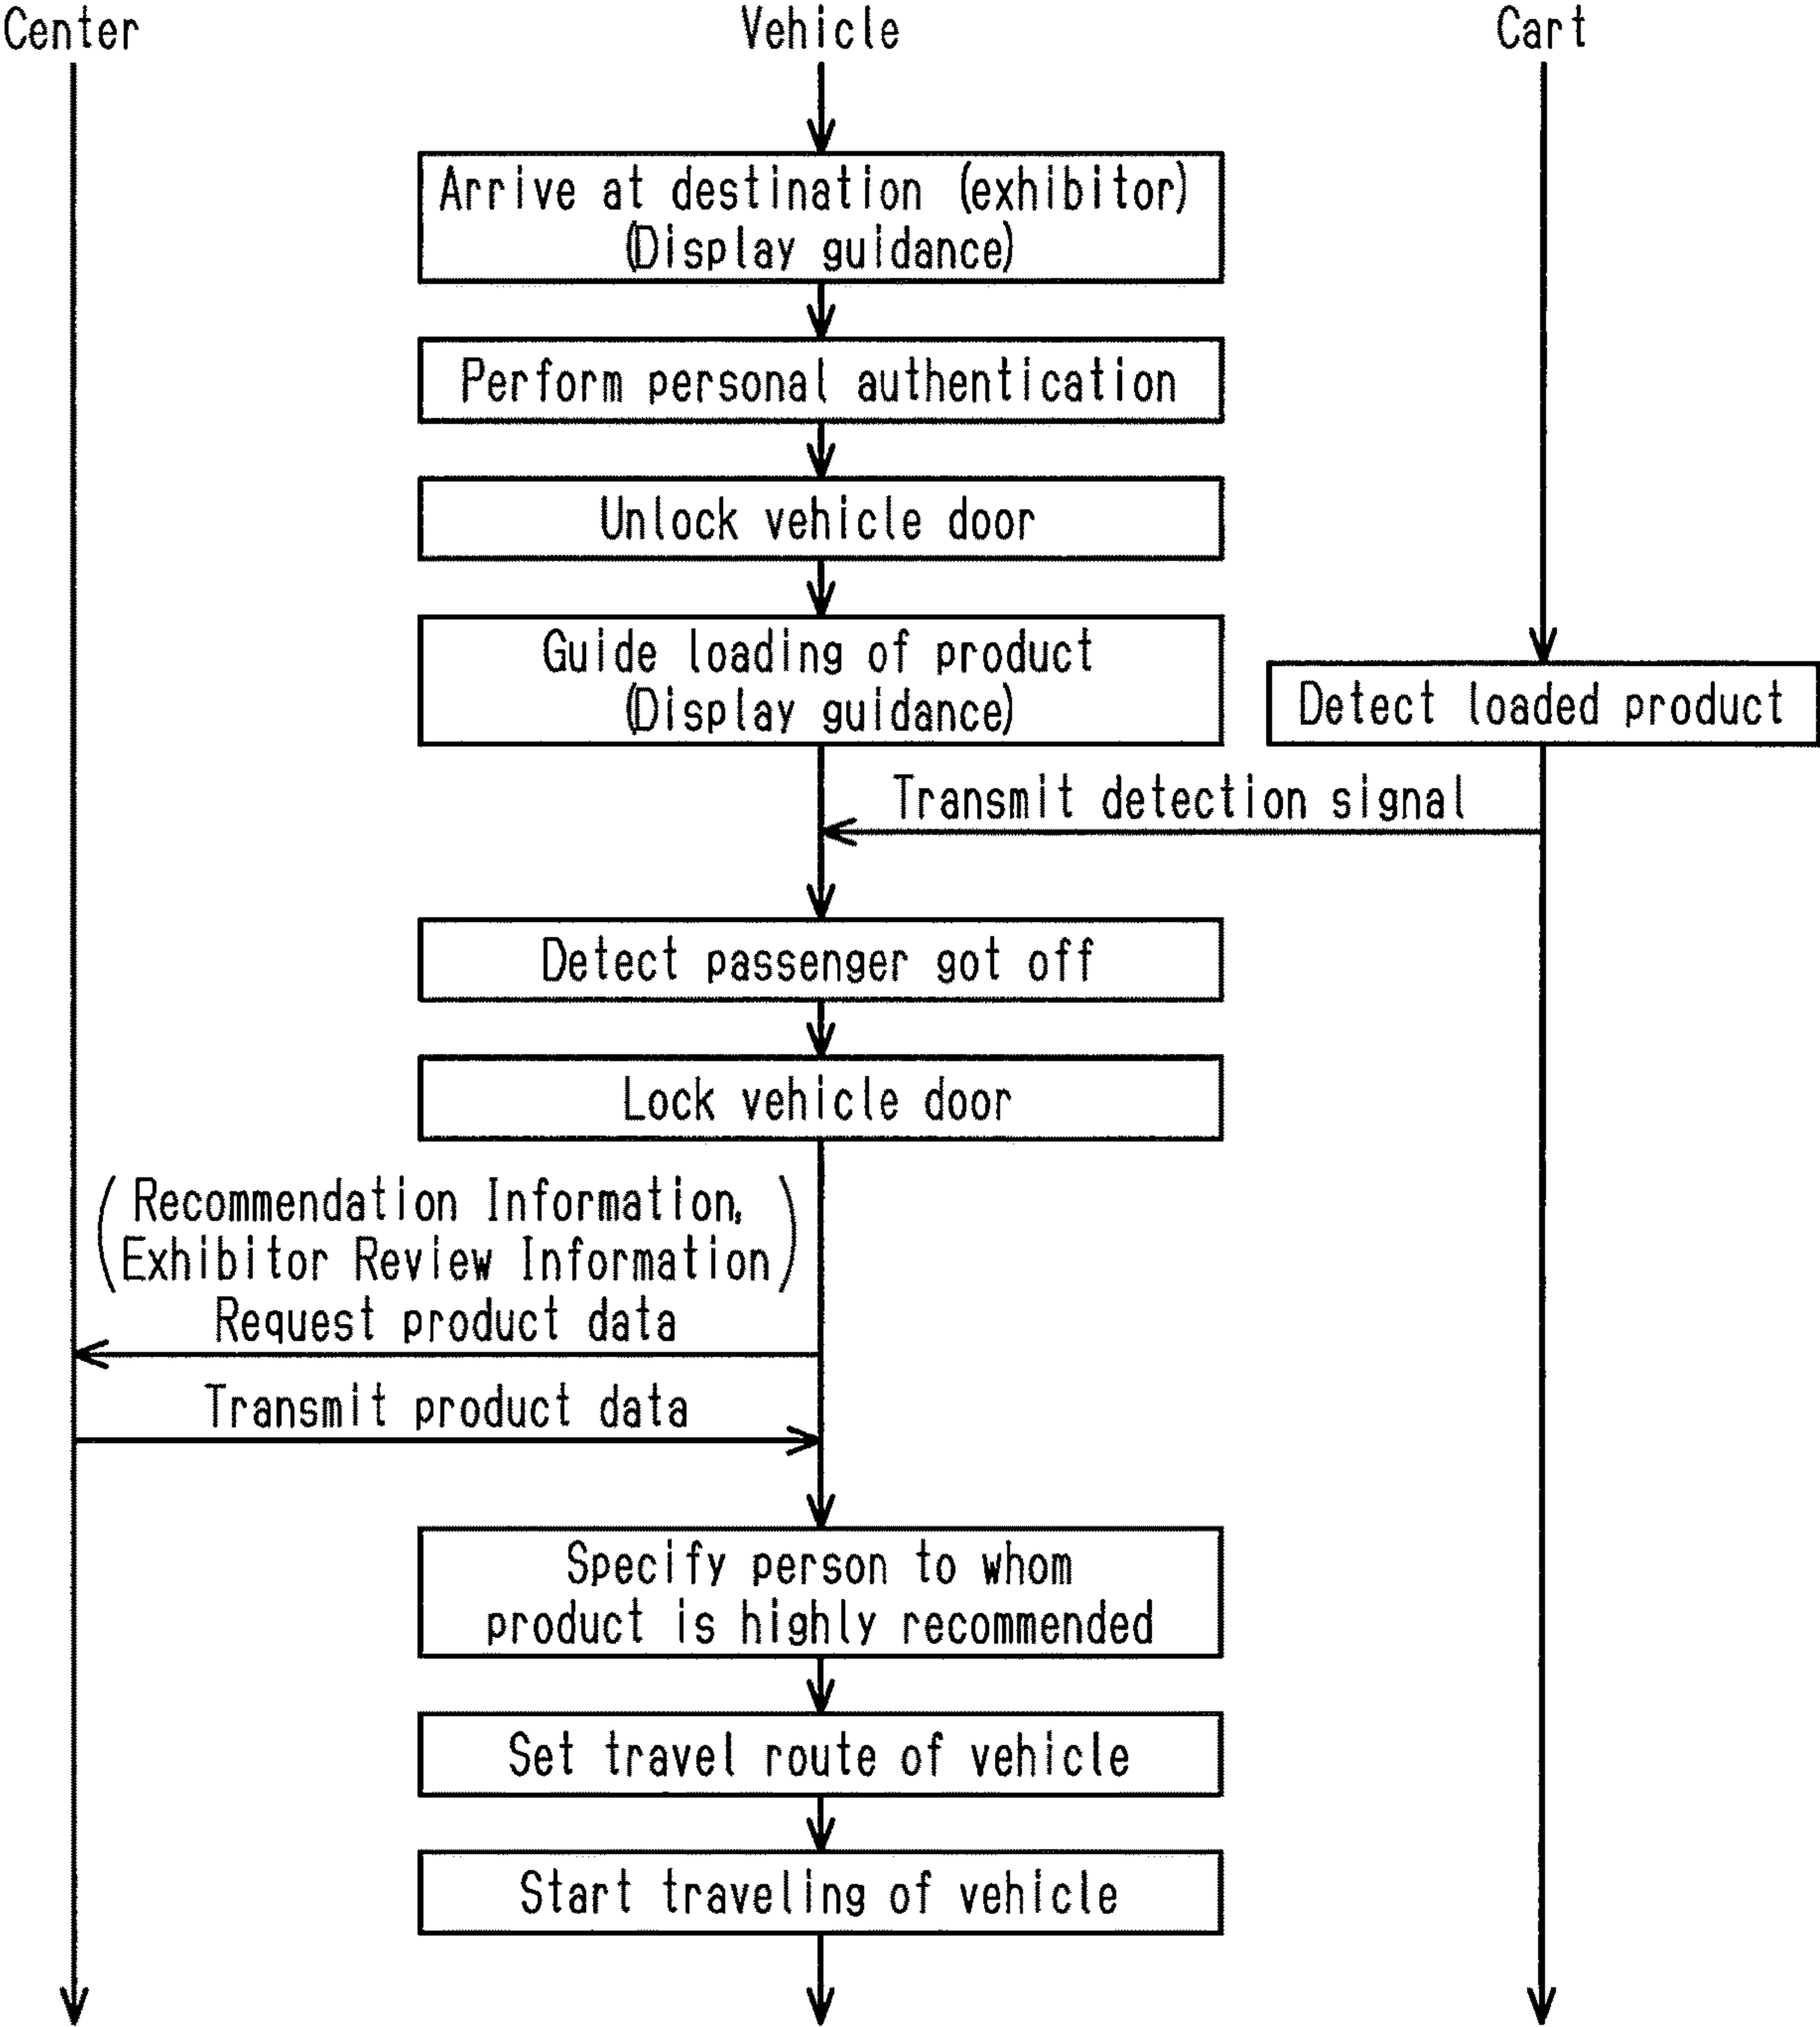 Center
Vehicle
Cart
Arrive at destination (exhibitor)
(Display guidance)
Perform personal authentication
Unlock vehicle door
Guide loading of product
(Display guidance)
Detect loaded product
Transmit detection signal
Detect passenger got off
Lock vehicle door
(Recommendation Information,
Exhibitor Review Information)
Request product data
Transmit product data
Specify person to whom
product is highly recommended
Set travel route of vehicle
Start traveling of vehicle